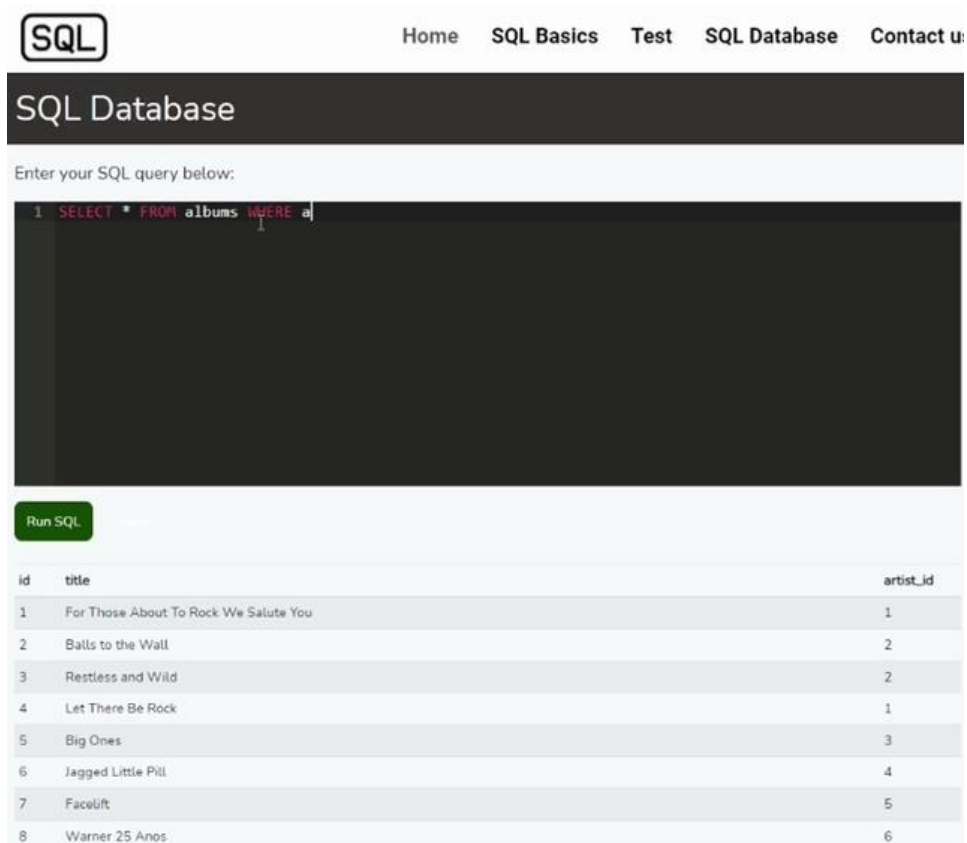 SQL
Home SQL Basics Test SQL Database Contact us
SQL Database
Enter your SQL query below:
1 SELECT * FROM albums WHERE a
Run SQL
id title artist_id
1 For Those About To Rock We Salute You 1
2 Balls to the Wall 2
3 Restless and Wild 2
4 Let There Be Rock 1
5 Big Ones 3
6 Jagged Little Pill 4
7 Facelift 5
8 Warner 25 Anos 6